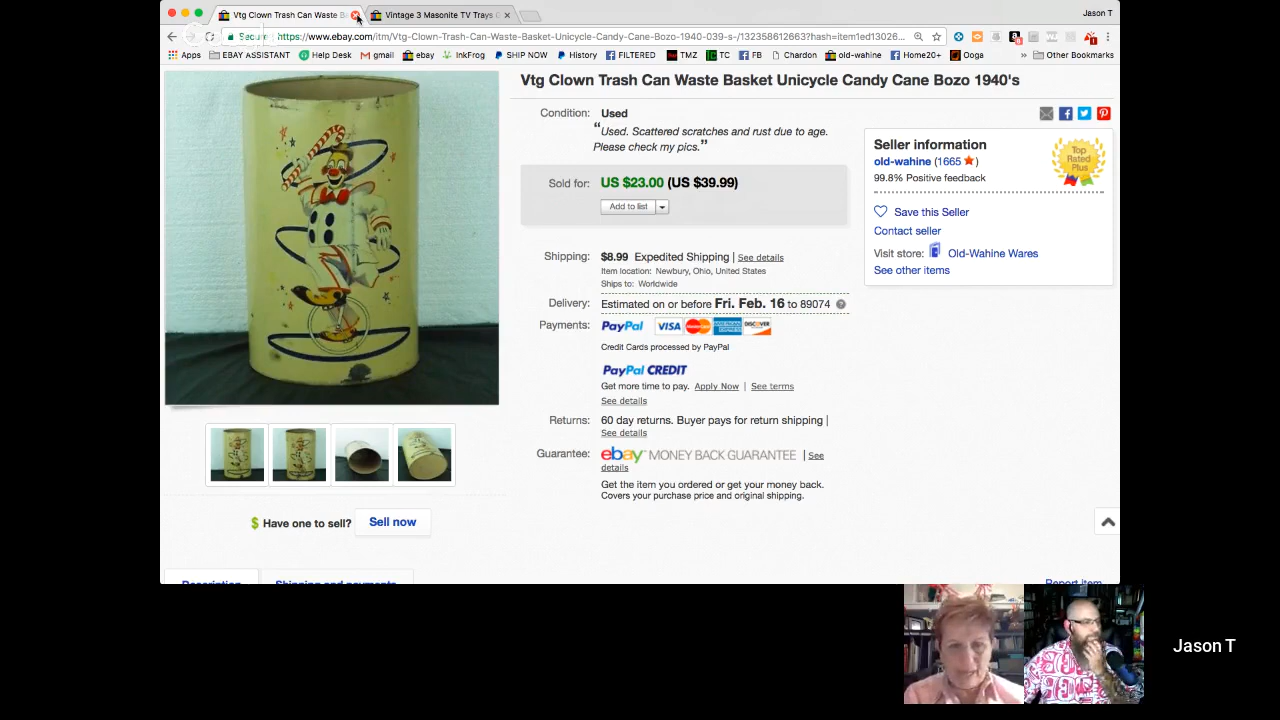 Vtg Clown Trash Can Waste Ba
Vintage 3 Masonite TV Trays
Jason T
Secure
https://www.ebay.com/itm/Vtg-Clown-Trash-Can-Waste-Basket-Unicycle-Candy-Cane-Bozo-1940-039-s-/132358612663?hash=item1ed13026...
Apps
EBAY ASSISTANT
Help Desk
gmail
ebay
InkFrog
SHIP NOW
History
FILTERED
TMZ
TC
FB
Chardon
old-wahine
Home20+
Ooga
» Other Bookmarks
Vtg Clown Trash Can Waste Basket Unicycle Candy Cane Bozo 1940's
Condition: Used
"Used. Scattered scratches and rust due to age.
Please check my pics."
Sold for: US $23.00 (US $39.99)
Add to list
Shipping: $8.99 Expedited Shipping | See details
Item location: Newbury, Ohio, United States
Ships to: Worldwide
Delivery: Estimated on or before Fri. Feb. 16 to 89074
Payments: PayPal VISA MasterCard DISCOVER
Credit Cards processed by PayPal
PayPal CREDIT
Get more time to pay. Apply Now | See terms
See details
Returns: 60 day returns. Buyer pays for return shipping |
See details
Guarantee: ebay MONEY BACK GUARANTEE | See
details
Get the item you ordered or get your money back.
Covers your purchase price and original shipping.
Seller information
old-wahine (1665 )
99.8% Positive feedback
Top
Rated
Plus
Save this Seller
Contact seller
Visit store: Old-Wahine Wares
See other items
$ Have one to sell? Sell now
Description
Shipping and payments
Report item
Jason T